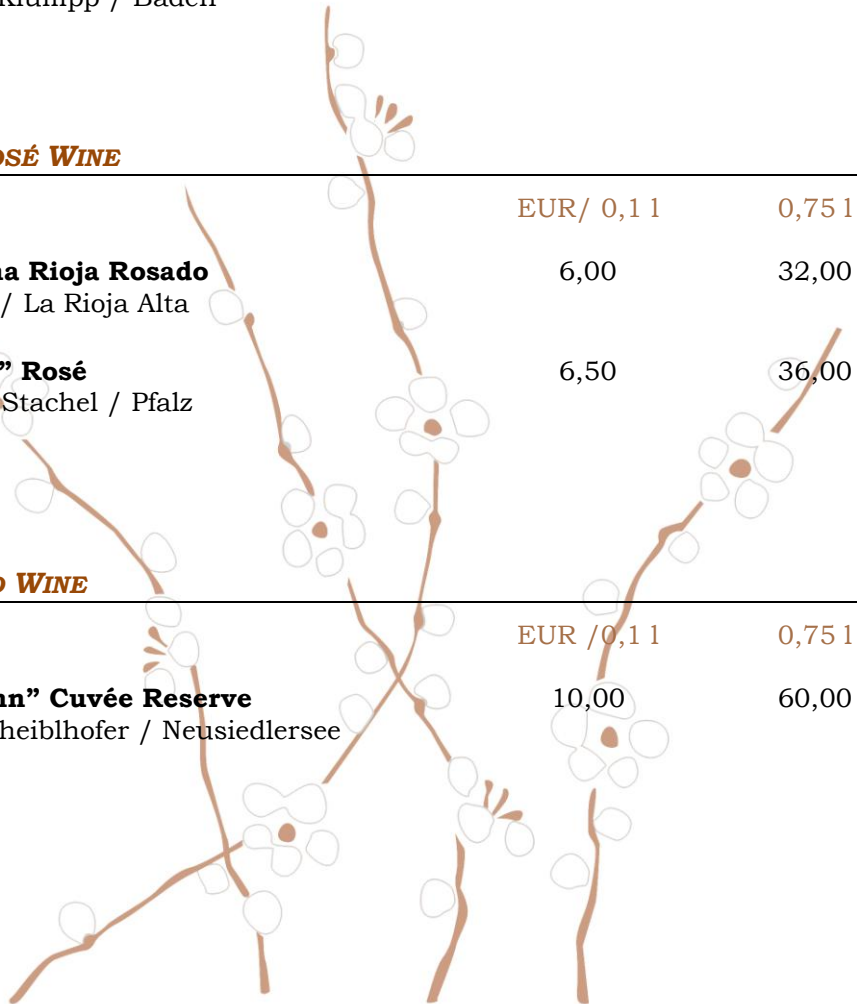 Klumpp / Baden
OSÉ WINE
EUR/ 0,1 l 0,75 l
na Rioja Rosado 6,00 32,00
/ La Rioja Alta
” Rosé 6,50 36,00
Stachel / Pfalz
D WINE
EUR /0,1 l 0,75 l
nn” Cuvée Reserve 10,00 60,00
heiblhofer / Neusiedlersee